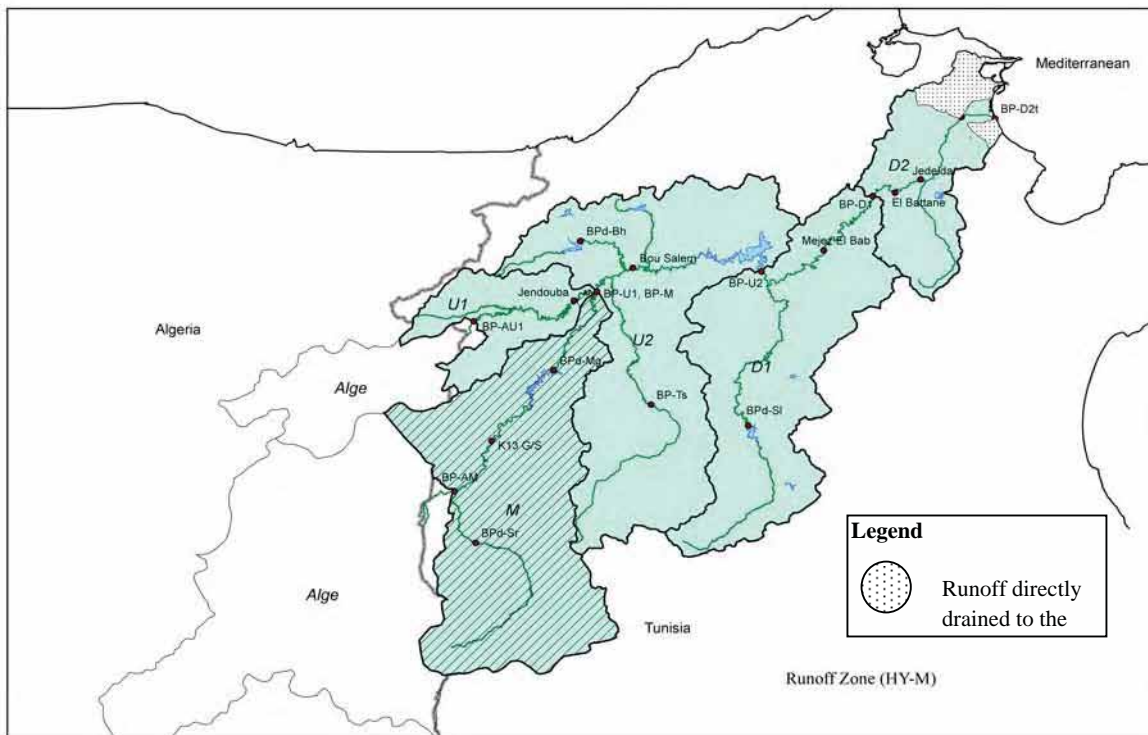 Mediterranean
BP-D2t
D2
Jedeida
El Battane
BP-D1
Mejez El Bab
BPd-Bh
Bou Salem
BP-U2
Jendouba
BP-U1, BP-M
U1
BP-AU1
Algeria
U2
BPd-Mg
Alge
D1
BP-Ts
BPd-Sl
K13 G/S
BP-AM
M
BPd-Sr
Alge
Legend
Runoff directly
drained to the
Tunisia
Runoff Zone (HY-M)